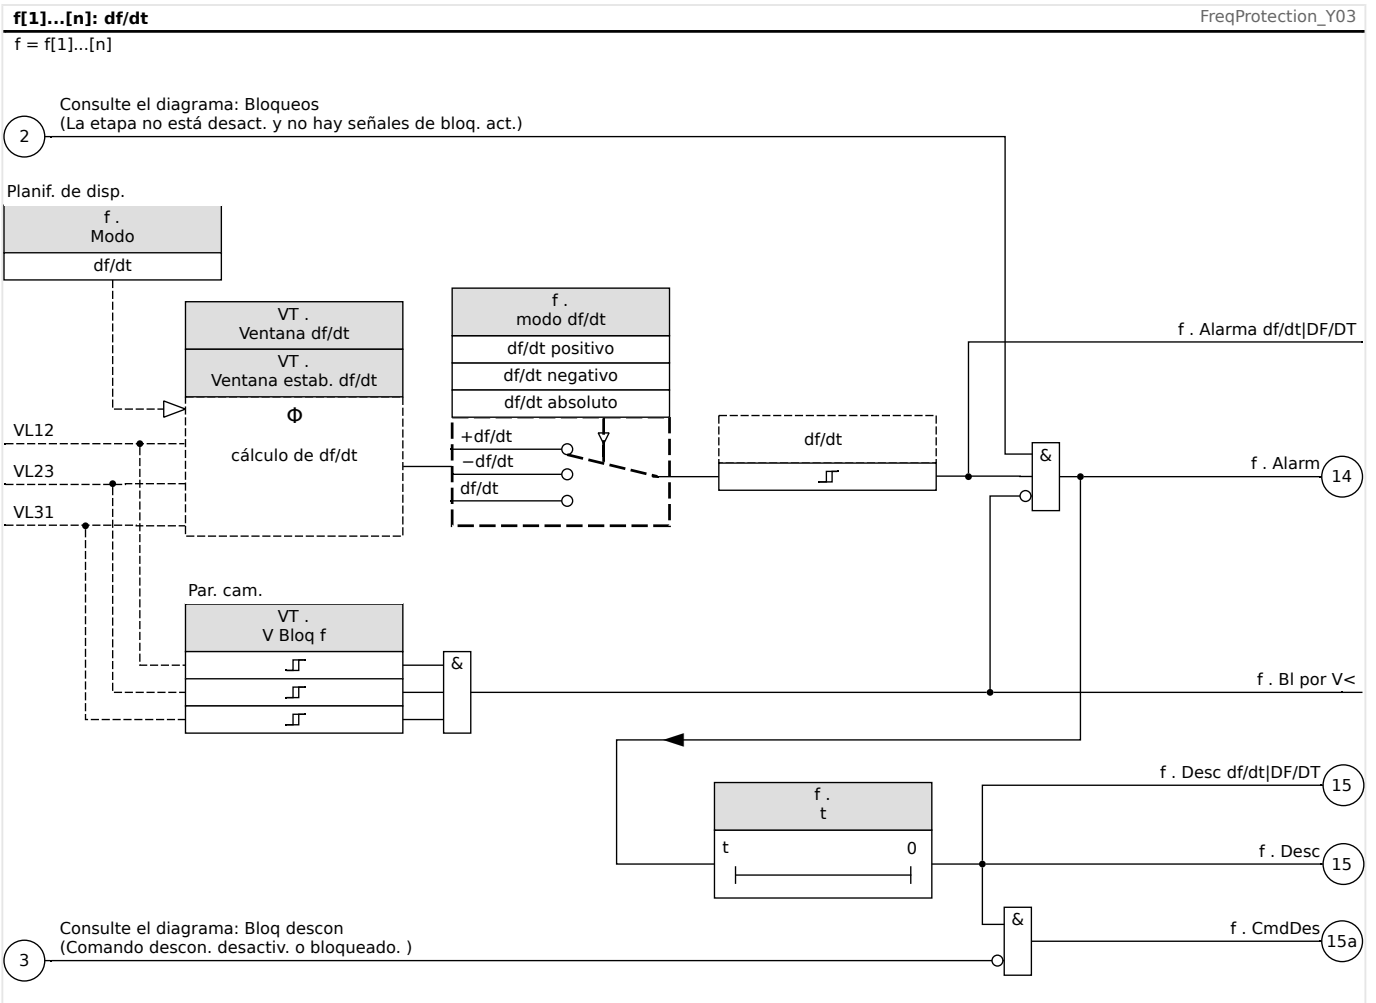 f[1]...[n]: df/dt
FreqProtection_Y03
f = f[1]...[n]
Consulte el diagrama: Bloqueos
(La etapa no está desact. y no hay señales de bloq. act.)
2
Planif. de disp.
f .
Modo
df/dt
VT .
Ventana df/dt
VT .
Ventana estab. df/dt
Φ
cálculo de df/dt
f .
modo df/dt
df/dt positivo
df/dt negativo
df/dt absoluto
+df/dt
−df/dt
df/dt
df/dt
f . Alarma df/dt|DF/DT
&
f . Alarm
14
VL12
VL23
VL31
Par. cam.
VT .
V Bloq f
&
f . Bl por V<
f .
t
t 0
f . Desc df/dt|DF/DT
15
f . Desc
15
&
f . CmdDes
15a
Consulte el diagrama: Bloq descon
(Comando descon. desactiv. o bloqueado. )
3